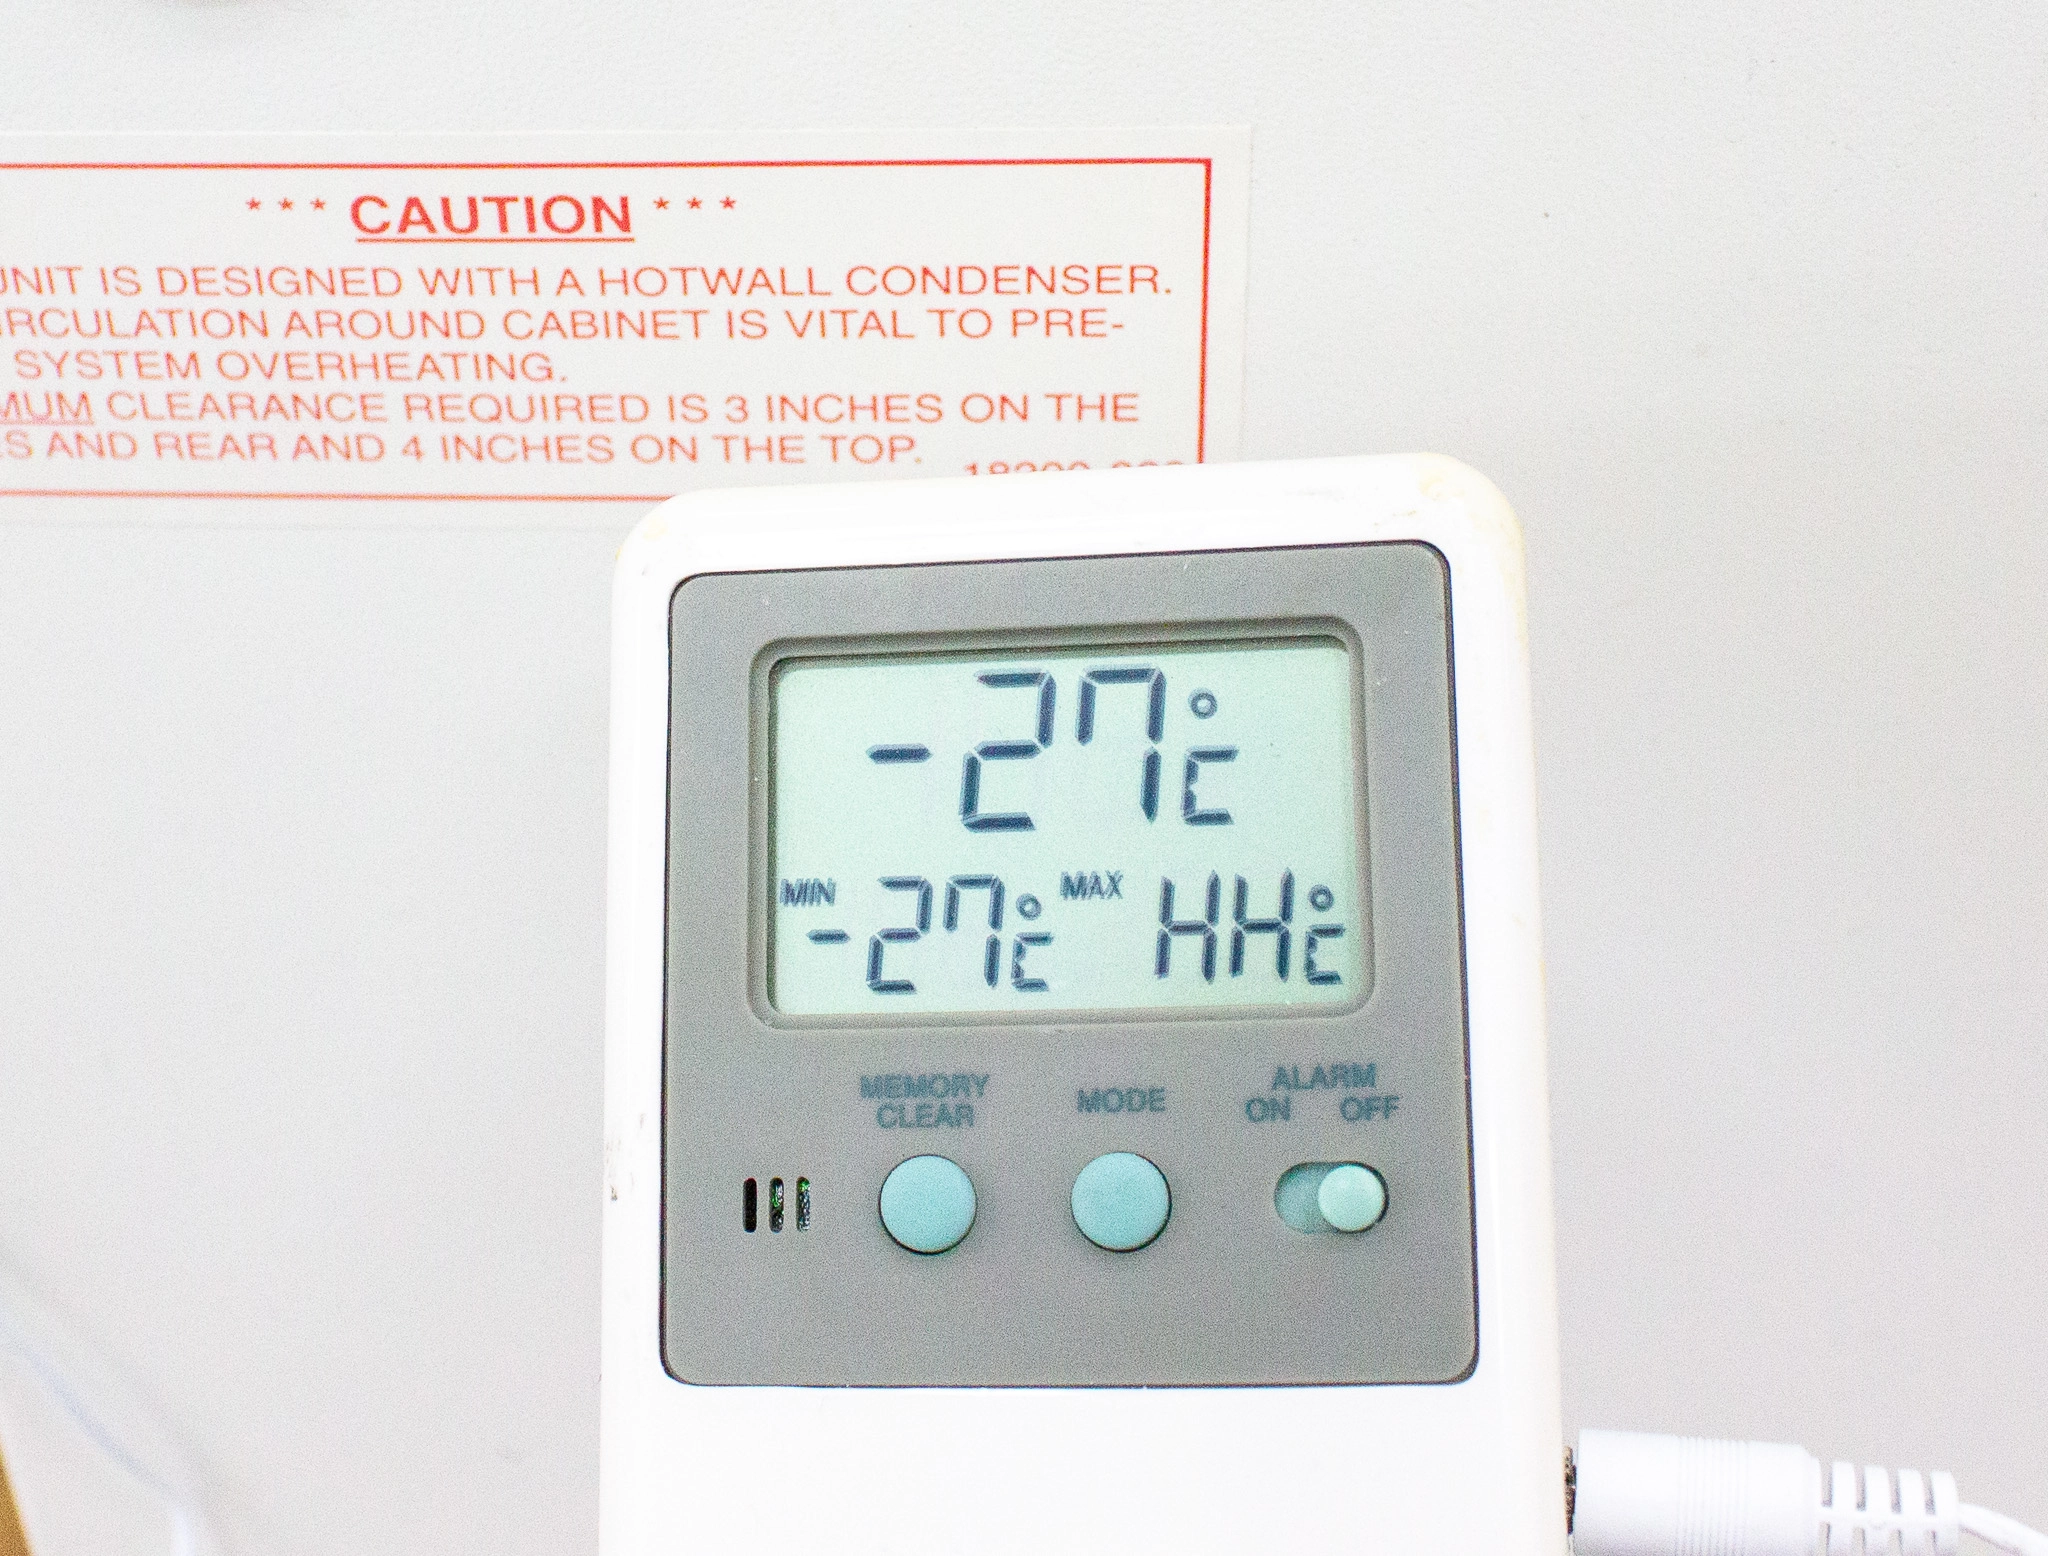 *** CAUTION ***
UNIT IS DESIGNED WITH A HOTWALL CONDENSER.
IRCULATION AROUND CABINET IS VITAL TO PRE-
SYSTEM OVERHEATING.
MUM CLEARANCE REQUIRED IS 3 INCHES ON THE
ES AND REAR AND 4 INCHES ON THE TOP.
-27°C
MIN -27°C MAX HH°C
MEMORY CLEAR MODE ALARM
ON OFF